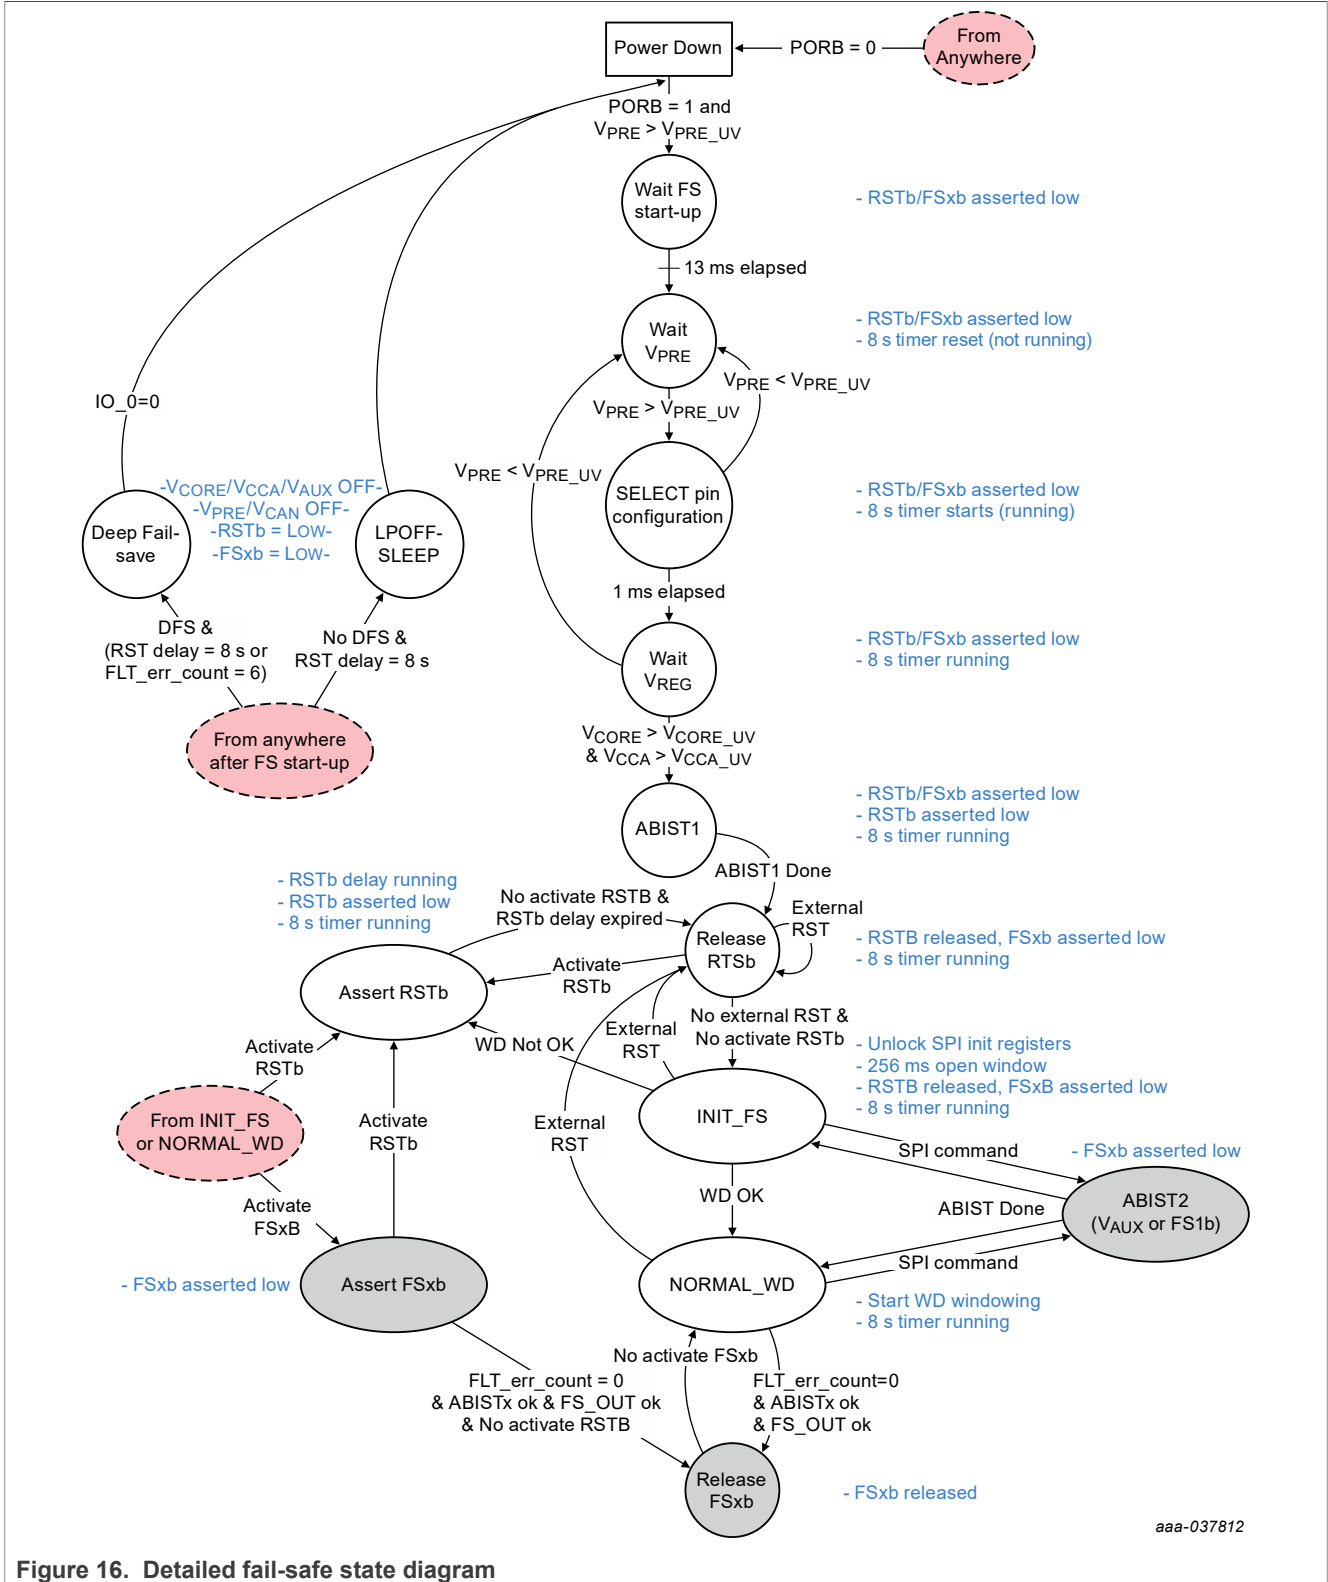 Power Down
PORB = 0
From
Anywhere
PORB = 1 and
VPRE > VPRE_UV
Wait FS
start-up
- RSTb/FSxb asserted low
13 ms elapsed
Wait
VPRE
- RSTb/FSxb asserted low
- 8 s timer reset (not running)
VPRE < VPRE_UV
IO_0=0
VPRE > VPRE_UV
VPRE < VPRE_UV
SELECT pin
configuration
- RSTb/FSxb asserted low
- 8 s timer starts (running)
-VCORE/VCCA/VAUX OFF-
-VPRE/VCAN OFF-
-RSTb = LOW-
-FSxb = LOW-
Deep Fail-
save
LPOFF-
SLEEP
1 ms elapsed
DFS &
(RST delay = 8 s or
FLT_err_count = 6)
No DFS &
RST delay = 8 s
Wait
VREG
- RSTb/FSxb asserted low
- 8 s timer running
From anywhere
after FS start-up
VCORE > VCORE_UV
& VCCA > VCCA_UV
ABIST1
- RSTb/FSxb asserted low
- RSTb asserted low
- 8 s timer running
ABIST1 Done
- RSTb delay running
- RSTb asserted low
- 8 s timer running
No activate RSTB &
RSTb delay expired
External
RST
Release
RTSb
- RSTB released, FSxb asserted low
- 8 s timer running
Activate
RSTb
Assert RSTb
No external RST &
No activate RSTb
External
RST
WD Not OK
Activate
RSTb
- Unlock SPI init registers
- 256 ms open window
- RSTB released, FSxB asserted low
- 8 s timer running
From INIT_FS
or NORMAL_WD
Activate
RSTb
External
RST
INIT_FS
SPI command
- FSxb asserted low
Activate
FSxB
WD OK
ABIST Done
ABIST2
(VAUX or FS1b)
- FSxb asserted low
Assert FSxb
NORMAL_WD
SPI command
- Start WD windowing
- 8 s timer running
No activate FSxb
FLT_err_count = 0
& ABISTx ok & FS_OUT ok
& No activate RSTB
FLT_err_count=0
& ABISTx ok
& FS_OUT ok
Release
FSxb
- FSxb released
aaa-037812
Figure 16. Detailed fail-safe state diagram